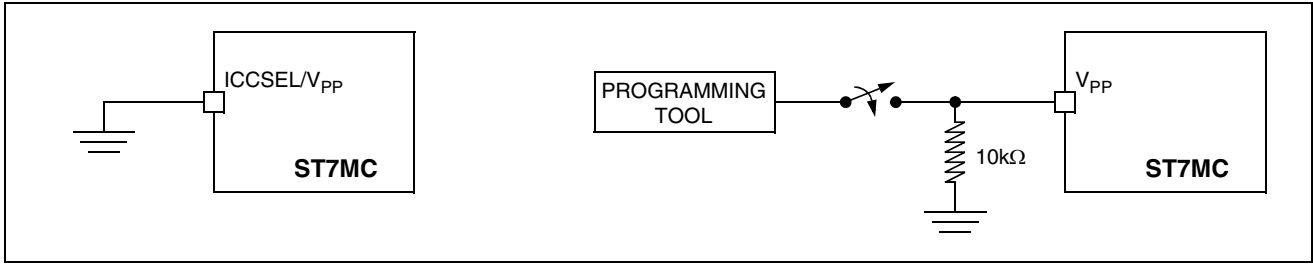 ICCSEL/VPP
ST7MC
PROGRAMMING
TOOL
VPP
10kΩ
ST7MC